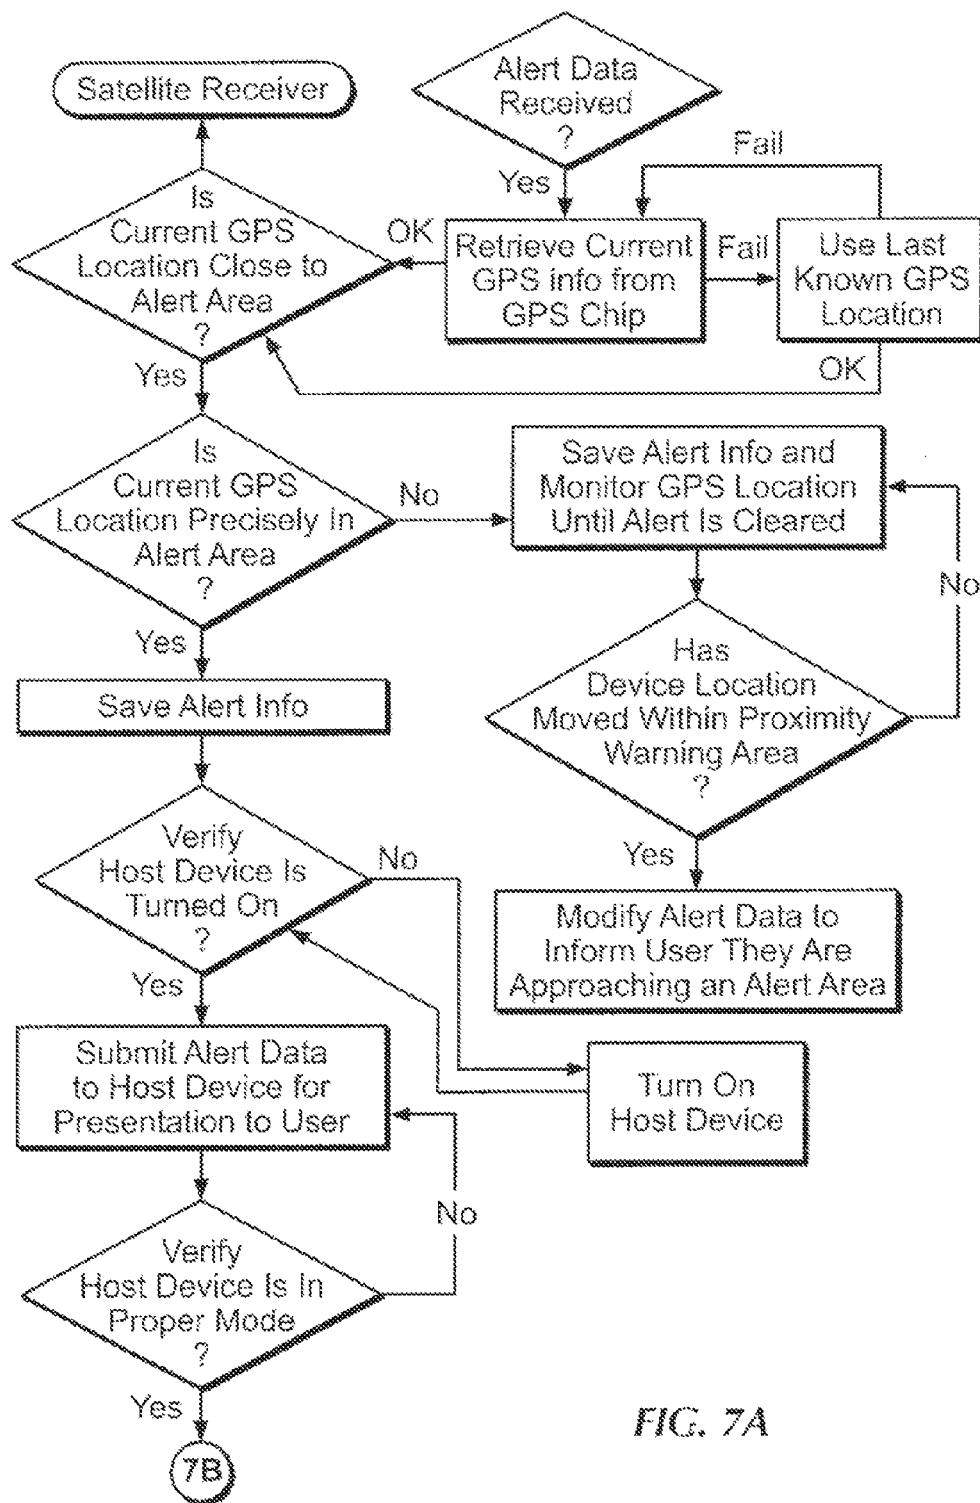 Satellite Receiver
Alert Data
Received
?
Yes
Fail
Is
Current GPS
Location Close to
Alert Area
?
OK
Retrieve Current
GPS info from
GPS Chip
Fail
Use Last
Known GPS
Location
OK
Yes
Is
Current GPS
Location Precisely In
Alert Area
?
No
Save Alert Info and
Monitor GPS Location
Until Alert Is Cleared
No
Yes
Has
Device Location
Moved Within Proximity
Warning Area
?
Save Alert Info
Yes
Verify
Host Device Is
Turned On
?
No
Modify Alert Data to
Inform User They Are
Approaching an Alert Area
Yes
Submit Alert Data
to Host Device for
Presentation to User
Turn On
Host Device
No
Verify
Host Device Is In
Proper Mode
?
Yes
7B
FIG. 7A